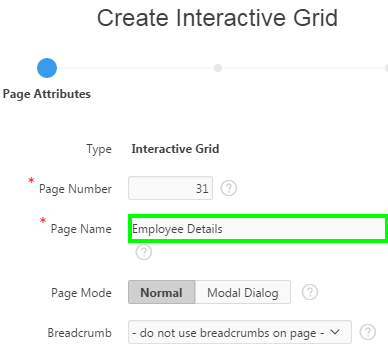 Create Interactive Grid
Page Attributes
Type Interactive Grid
* Page Number 31 ?
* Page Name Employee Details
?
Page Mode Normal Modal Dialog ?
Breadcrumb - do not use breadcrumbs on page - ?